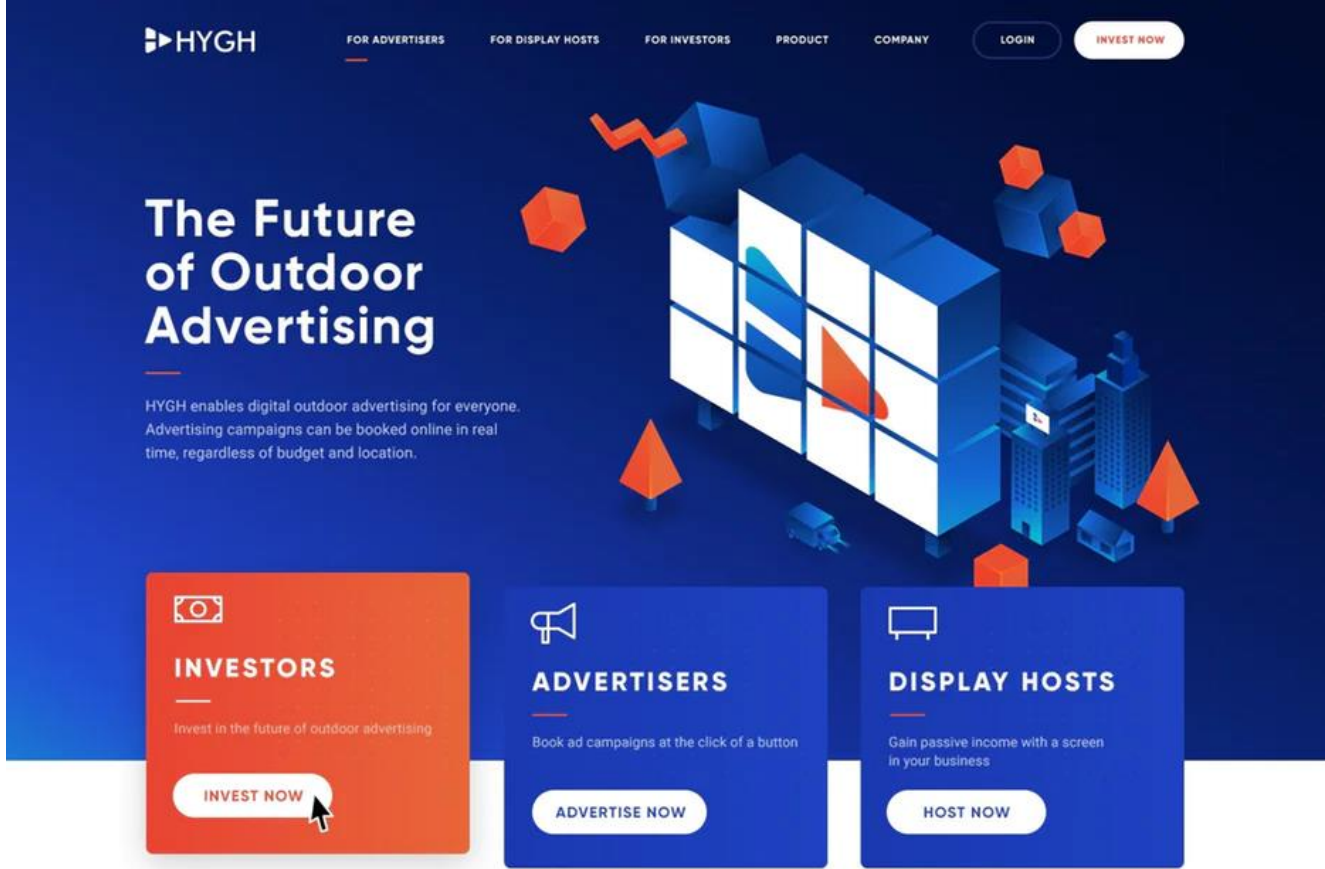 HYGH
FOR ADVERTISERS
FOR DISPLAY HOSTS
FOR INVESTORS
PRODUCT
COMPANY
LOGIN
INVEST NOW
The Future
of Outdoor
Advertising
HYGH enables digital outdoor advertising for everyone.
Advertising campaigns can be booked online in real
time, regardless of budget and location.
INVESTORS
Invest in the future of outdoor advertising
INVEST NOW
ADVERTISERS
Book ad campaigns at the click of a button
ADVERTISE NOW
DISPLAY HOSTS
Gain passive income with a screen
in your business
HOST NOW